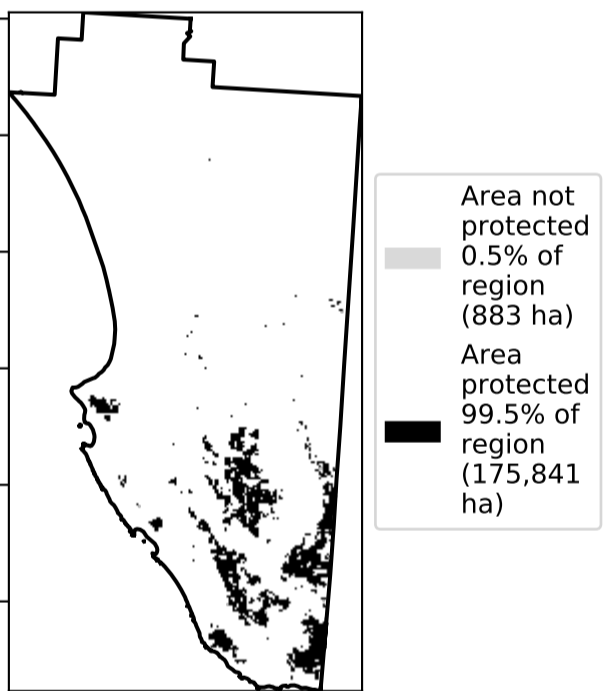 Area not
protected
0.5% of
region
(883 ha)
Area
protected
99.5% of
region
(175,841
ha)